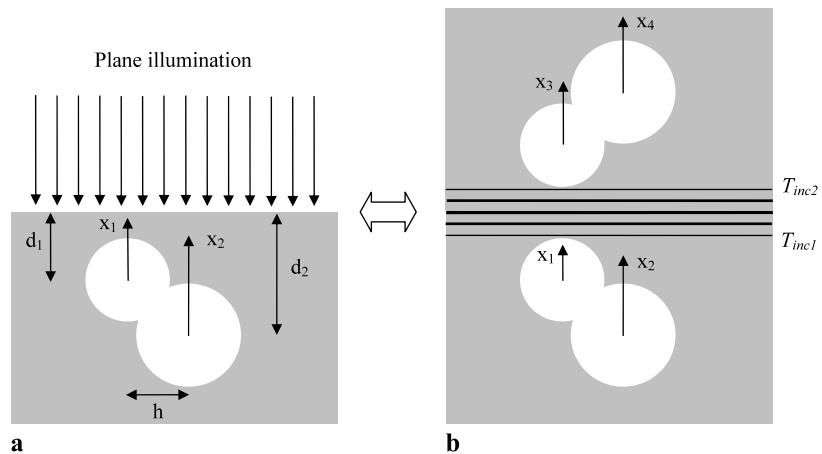 Plane illumination
x1
x2
d1
d2
h
a
x4
x3
Tinc2
Tinc1
x1
x2
b